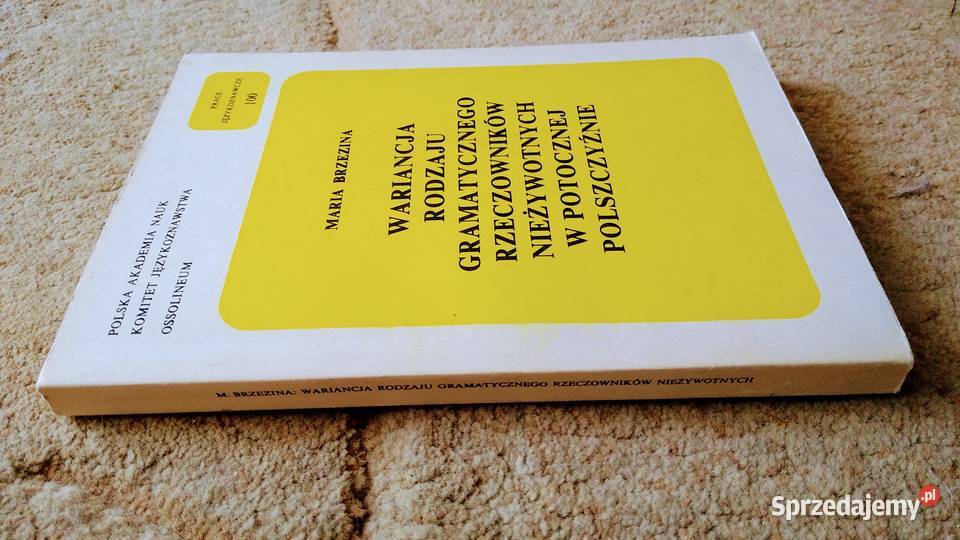 POLSKA AKADEMIA NAUK
KOMITET JĘZYKOZNAWSTWA
OSSOLINEUM
PRACE
JĘZYKOZNAWCZE
100
MARIA BRZEZINA
WARIANCJA
RODZAJU
GRAMATYCZNEGO
RZECZOWNIKÓW
NIEŻYWOTNYCH
W POTOCZNEJ
POLSZCZYŹNIE
M. BRZEZINA: WARIANCJA RODZAJU GRAMATYCZNEGO RZECZOWNIKÓW NIEŻYWOTNYCH
Sprzedajemy.pl